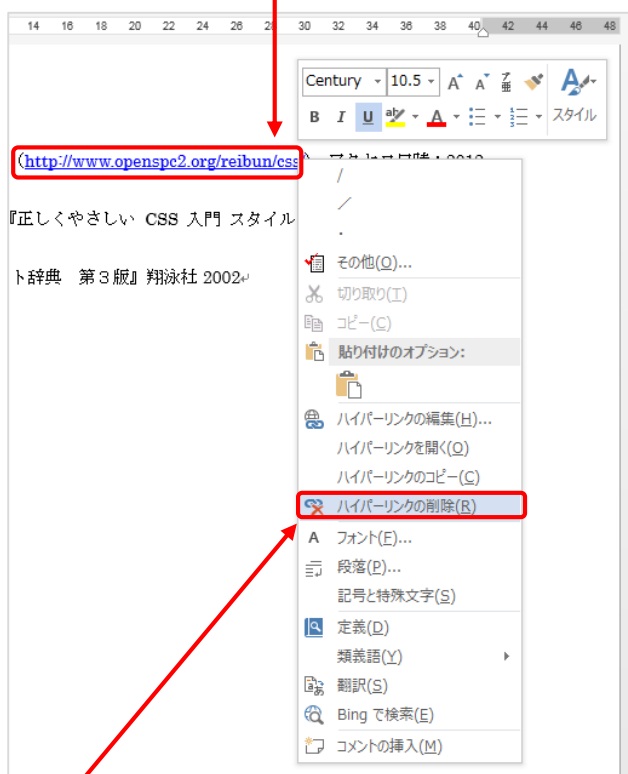 14 16 18 20 22 24 26 28 30 32 34 36 38 40 42 44 46 48
Century 10.5 A A ア亜
B I U aby A スタイル
(http://www.openspc2.org/reibun/css
/
／
.
『正しくやさしい CSS 入門 スタイル
その他(O)...
ト辞典 第３版』翔泳社 2002
切り取り(T)
コピー(C)
貼り付けのオプション:
ハイパーリンクの編集(H)...
ハイパーリンクを開く(O)
ハイパーリンクのコピー(C)
ハイパーリンクの削除(R)
A フォント(F)...
段落(P)...
記号と特殊文字(S)
定義(D)
類義語(Y)
翻訳(S)
Bing で検索(E)
コメントの挿入(M)